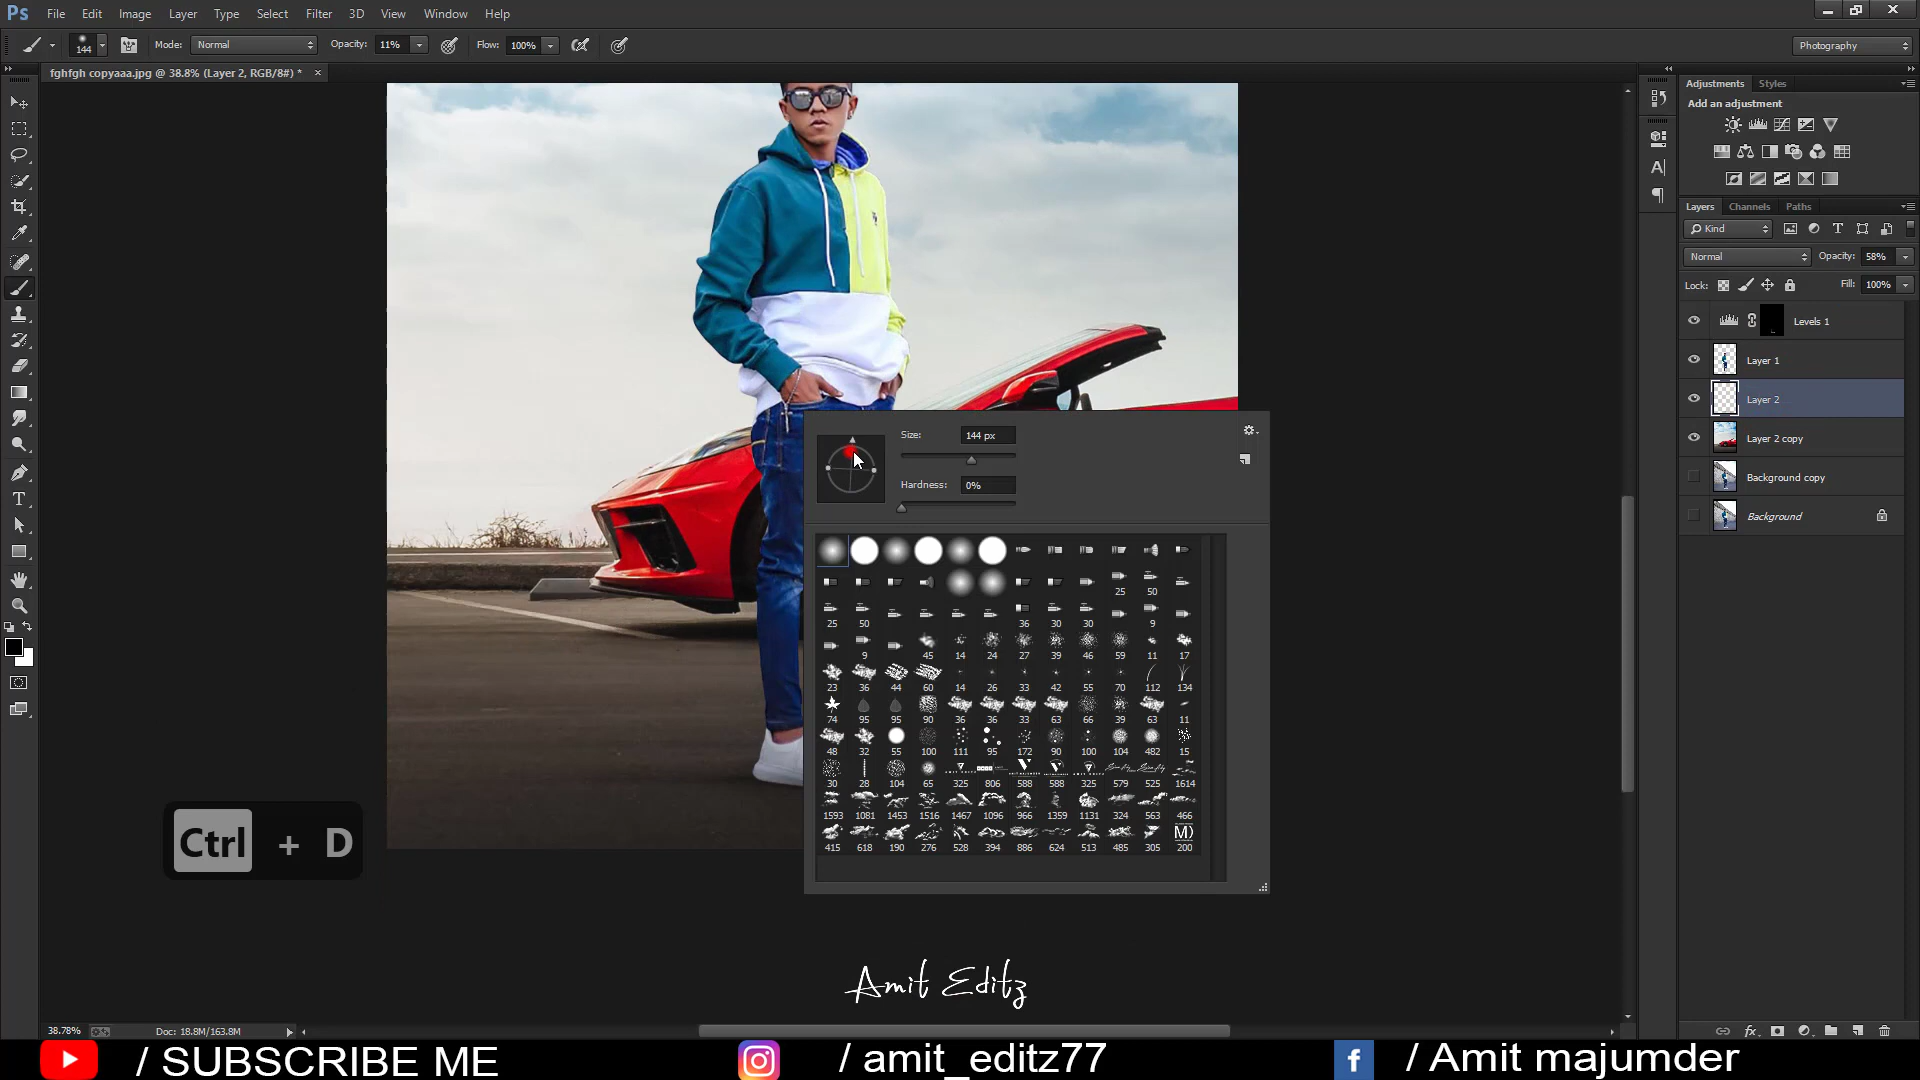 Ps File Edit Image Layer Type Select Filter 3D View Window Help
144 Mode: Normal Opacity: 11% Flow: 100% Photography
fghfgh copyaaa.jpg @ 38.8% (Layer 2, RGB/8#) * ×
Adjustments Styles
Add an adjustment
Layers Channels Paths
Kind
Normal Opacity: 58%
Lock: Fill: 100%
Levels 1
Layer 1
Layer 2
Layer 2 copy
Background copy
Background
Size: 144 px
Hardness: 0%
25 50
25 50 36 30 30 9
9 45 14 24 27 39 46 59 11 17
23 36 44 60 14 26 33 42 55 70 112 134
74 95 95 90 36 36 33 63 66 39 63 11
48 32 55 100 111 95 172 90 100 104 482 15
30 28 104 65 325 806 588 588 325 579 525 1614
1593 1081 1453 1516 1467 1096 966 1359 1131 324 563 466
415 618 190 276 528 394 886 624 513 485 305 200
Ctrl + D
Amit Editz
38.78% Doc: 18.8M/163.8M
/ SUBSCRIBE ME / amit_editz77 / Amit majumder